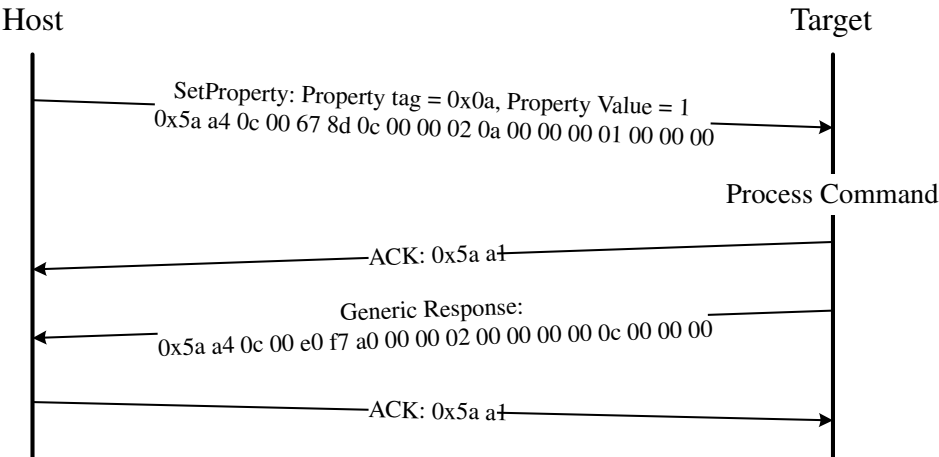 Host
Target
SetProperty: Property tag = 0x0a, Property Value = 1
0x5a a4 0c 00 67 8d 0c 00 00 02 0a 00 00 00 01 00 00 00
Process Command
ACK: 0x5a a1
Generic Response:
0x5a a4 0c 00 e0 f7 a0 00 00 02 00 00 00 00 0c 00 00 00
ACK: 0x5a a1